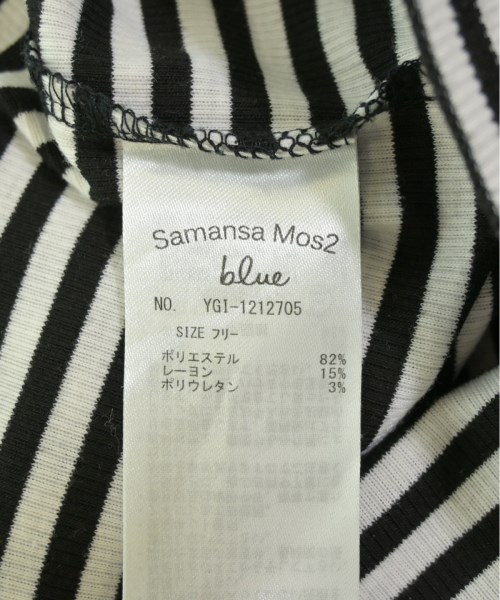 Samansa Mos2
blue
NO. YGI-1212705
SIZE フリー
ポリエステル 82%
レーヨン 15%
ポリウレタン 3%